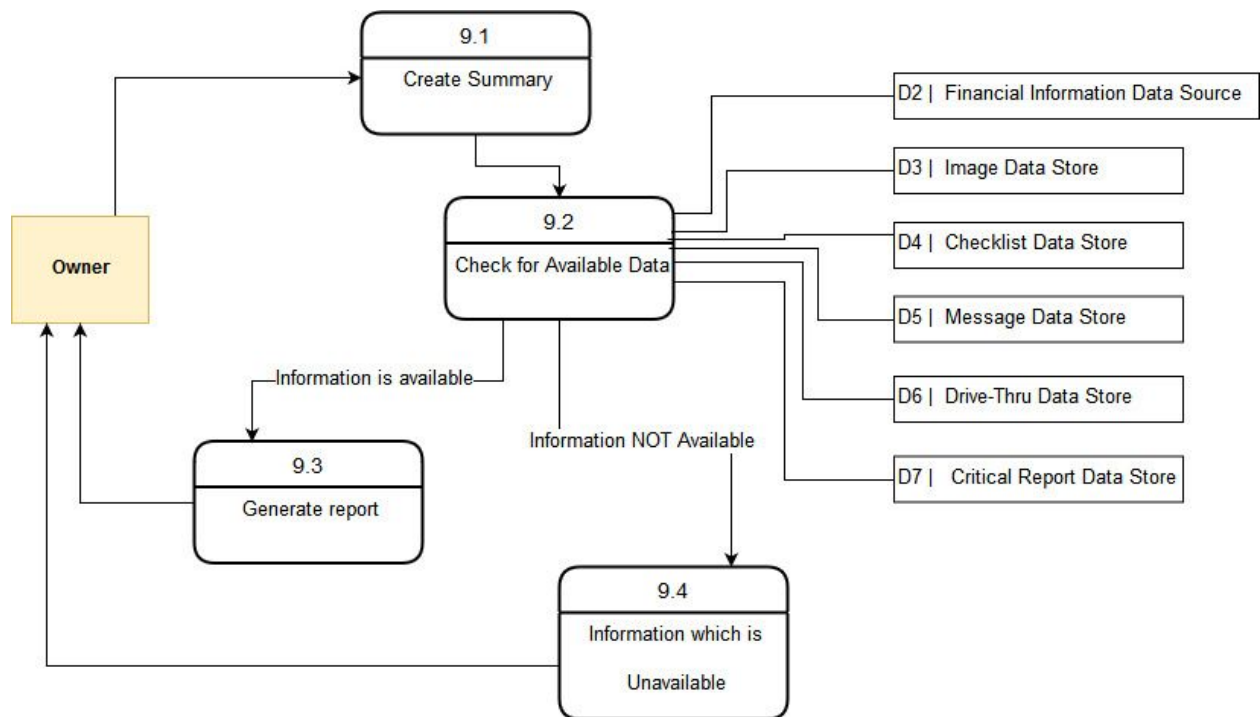 9.1
Create Summary
D2 | Financial Information Data Source
D3 | Image Data Store
9.2
Check for Available Data
D4 | Checklist Data Store
Owner
D5 | Message Data Store
Information is available
D6 | Drive-Thru Data Store
Information NOT Available
9.3
Generate report
D7 | Critical Report Data Store
9.4
Information which is
Unavailable